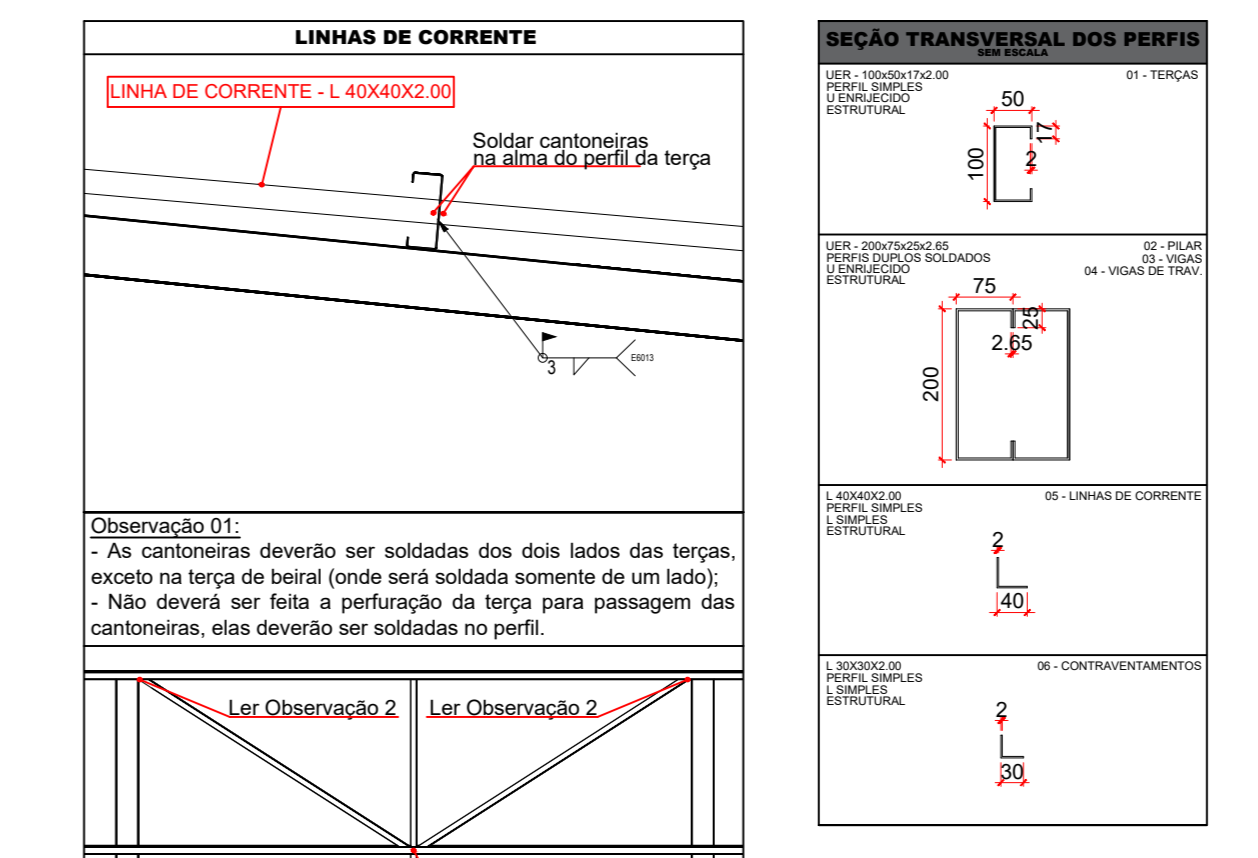 LINHAS DE CORRENTE
LINHA DE CORRENTE - L 40X40X2.00
Soldar cantoneiras
na alma do perfil da terça
3
E6013
Observação 01:
- As cantoneiras deverão ser soldadas dos dois lados das terças,
exceto na terça de beiral (onde será soldada somente de um lado);
- Não deverá ser feita a perfuração da terça para passagem das
cantoneiras, elas deverão ser soldadas no perfil.
Ler Observação 2
Ler Observação 2
SEÇÃO TRANSVERSAL DOS PERFIS
SEM ESCALA
UER - 100x50x17x2.00
PERFIL SIMPLES
U ENRIJECIDO
ESTRUTURAL
01 - TERÇAS
50
17
100
2
UER - 200x75x25x2.65
PERFIS DUPLOS SOLDADOS
U ENRIJECIDO
ESTRUTURAL
02 - PILAR
03 - VIGAS
04 - VIGAS DE TRAV.
75
25
2.65
200
L 40X40X2.00
PERFIL SIMPLES
L SIMPLES
ESTRUTURAL
05 - LINHAS DE CORRENTE
2
40
L 30X30X2.00
PERFIL SIMPLES
L SIMPLES
ESTRUTURAL
06 - CONTRAVENTAMENTOS
2
30